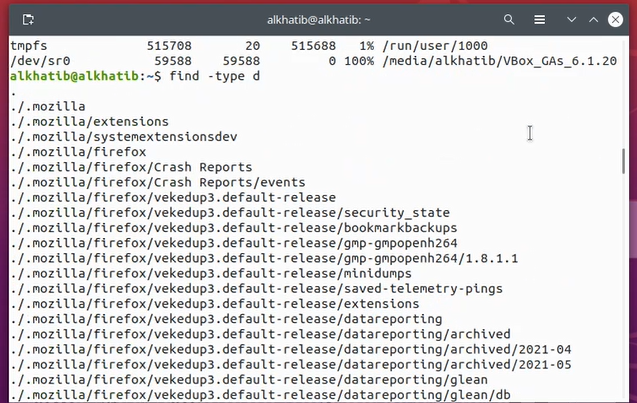 alkhatib@alkhatib: ~
tmpfs 515708 20 515688 1% /run/user/1000
/dev/sr0 59588 59588 0 100% /media/alkhatib/VBox_GAs_6.1.20
alkhatib@alkhatib:~$ find -type d
.
./.mozilla
./.mozilla/extensions
./.mozilla/systemextensionsdev
./.mozilla/firefox
./.mozilla/firefox/Crash Reports
./.mozilla/firefox/Crash Reports/events
./.mozilla/firefox/vekedup3.default-release
./.mozilla/firefox/vekedup3.default-release/security_state
./.mozilla/firefox/vekedup3.default-release/bookmarkbackups
./.mozilla/firefox/vekedup3.default-release/gmp-gmpopenh264
./.mozilla/firefox/vekedup3.default-release/gmp-gmpopenh264/1.8.1.1
./.mozilla/firefox/vekedup3.default-release/minidumps
./.mozilla/firefox/vekedup3.default-release/saved-telemetry-pings
./.mozilla/firefox/vekedup3.default-release/extensions
./.mozilla/firefox/vekedup3.default-release/datareporting
./.mozilla/firefox/vekedup3.default-release/datareporting/archived
./.mozilla/firefox/vekedup3.default-release/datareporting/archived/2021-04
./.mozilla/firefox/vekedup3.default-release/datareporting/archived/2021-05
./.mozilla/firefox/vekedup3.default-release/datareporting/glean
./.mozilla/firefox/vekedup3.default-release/datareporting/glean/db